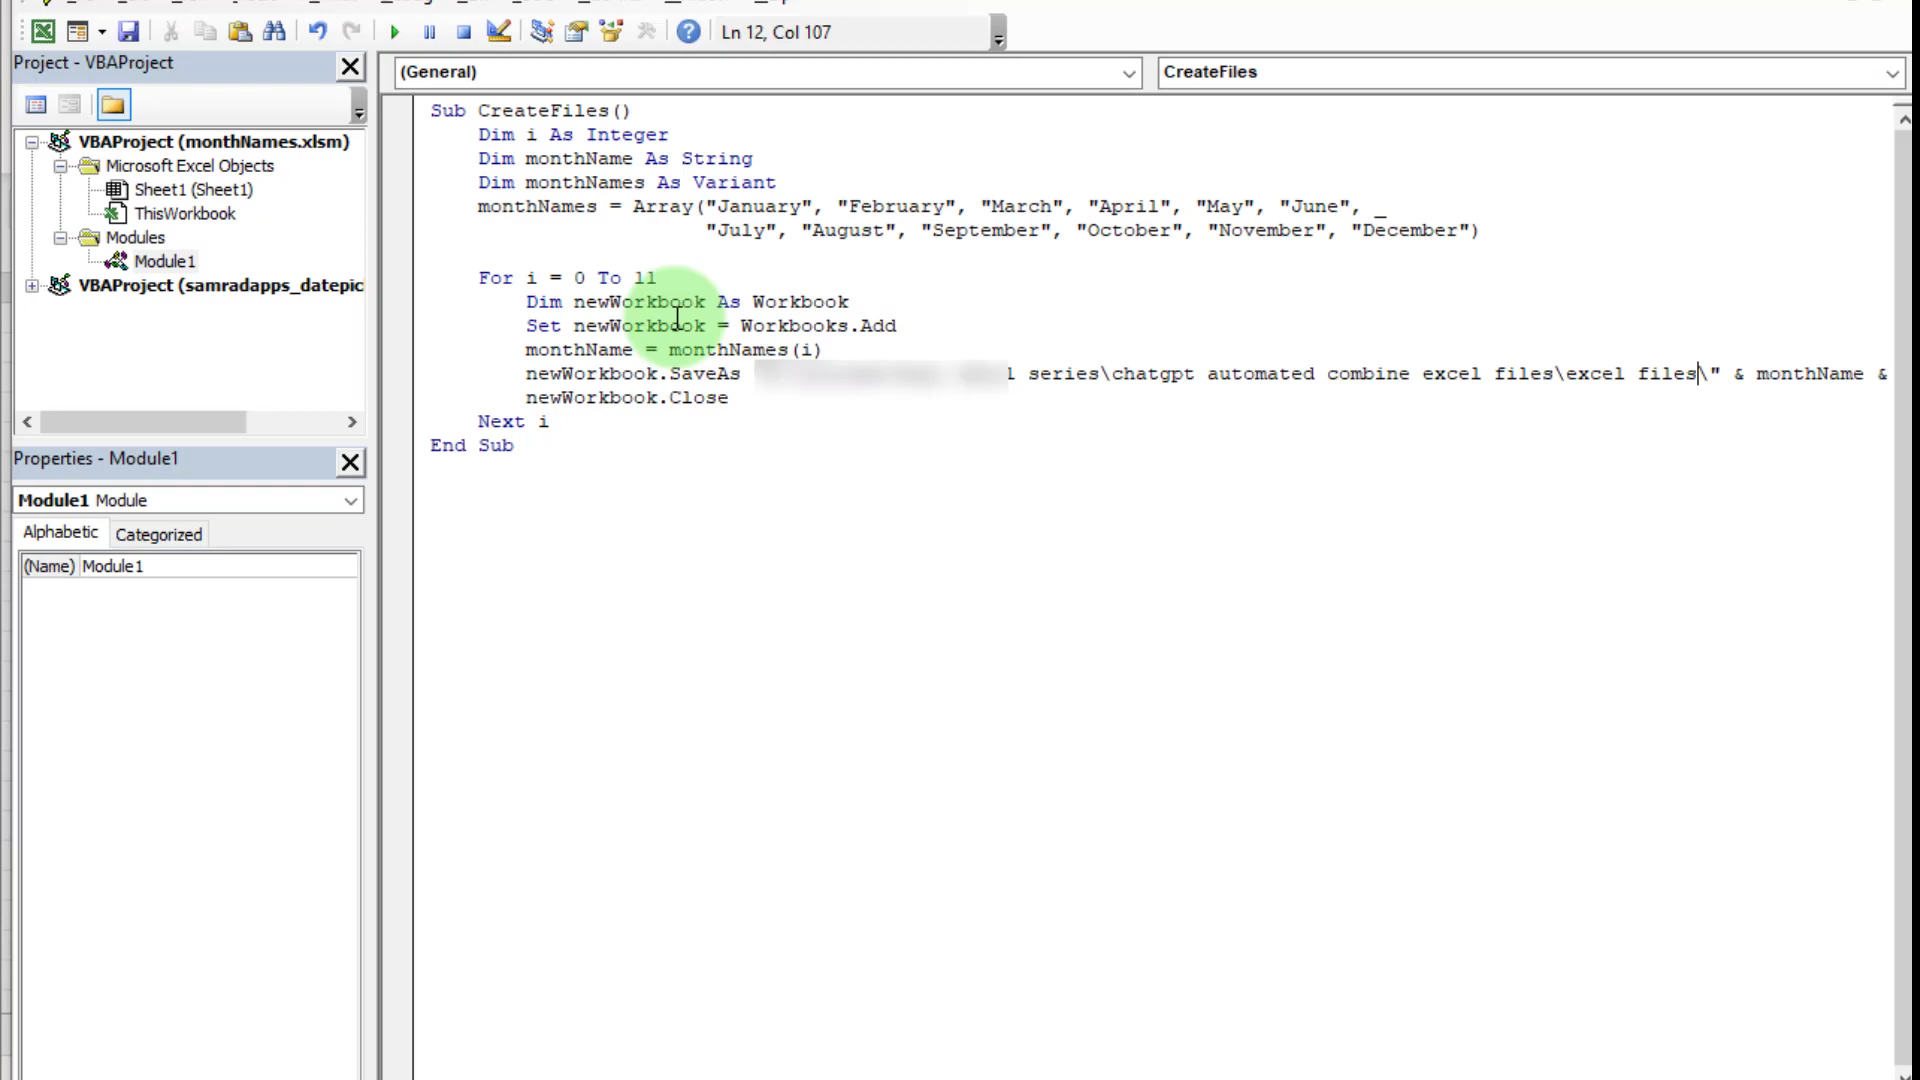 Ln 12, Col 107
Project - VBAProject
(General)
CreateFiles
VBAProject (monthNames.xlsm)
Microsoft Excel Objects
Sheet1 (Sheet1)
ThisWorkbook
Modules
Module1
VBAProject (samradapps_datepic
Sub CreateFiles()
Dim i As Integer
Dim monthName As String
Dim monthNames As Variant
monthNames = Array("January", "February", "March", "April", "May", "June", _
"July", "August", "September", "October", "November", "December")
For i = 0 To 11
Dim newWorkbook As Workbook
Set newWorkbook = Workbooks.Add
monthName = monthNames(i)
newWorkbook.SaveAs series\chatgpt automated combine excel files\excel files\" & monthName &
newWorkbook.Close
Next i
End Sub
Properties - Module1
Module1 Module
Alphabetic
Categorized
(Name) Module1